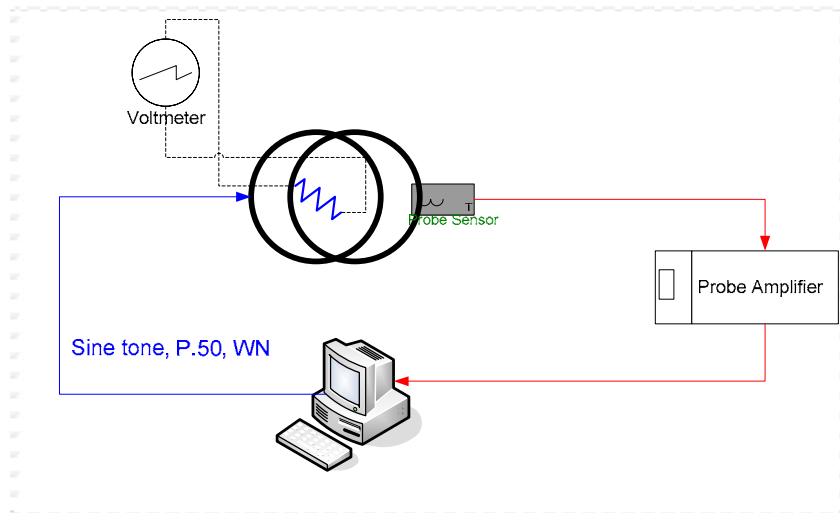 Voltmeter
Probe Sensor
T
Probe Amplifier
Sine tone, P.50, WN